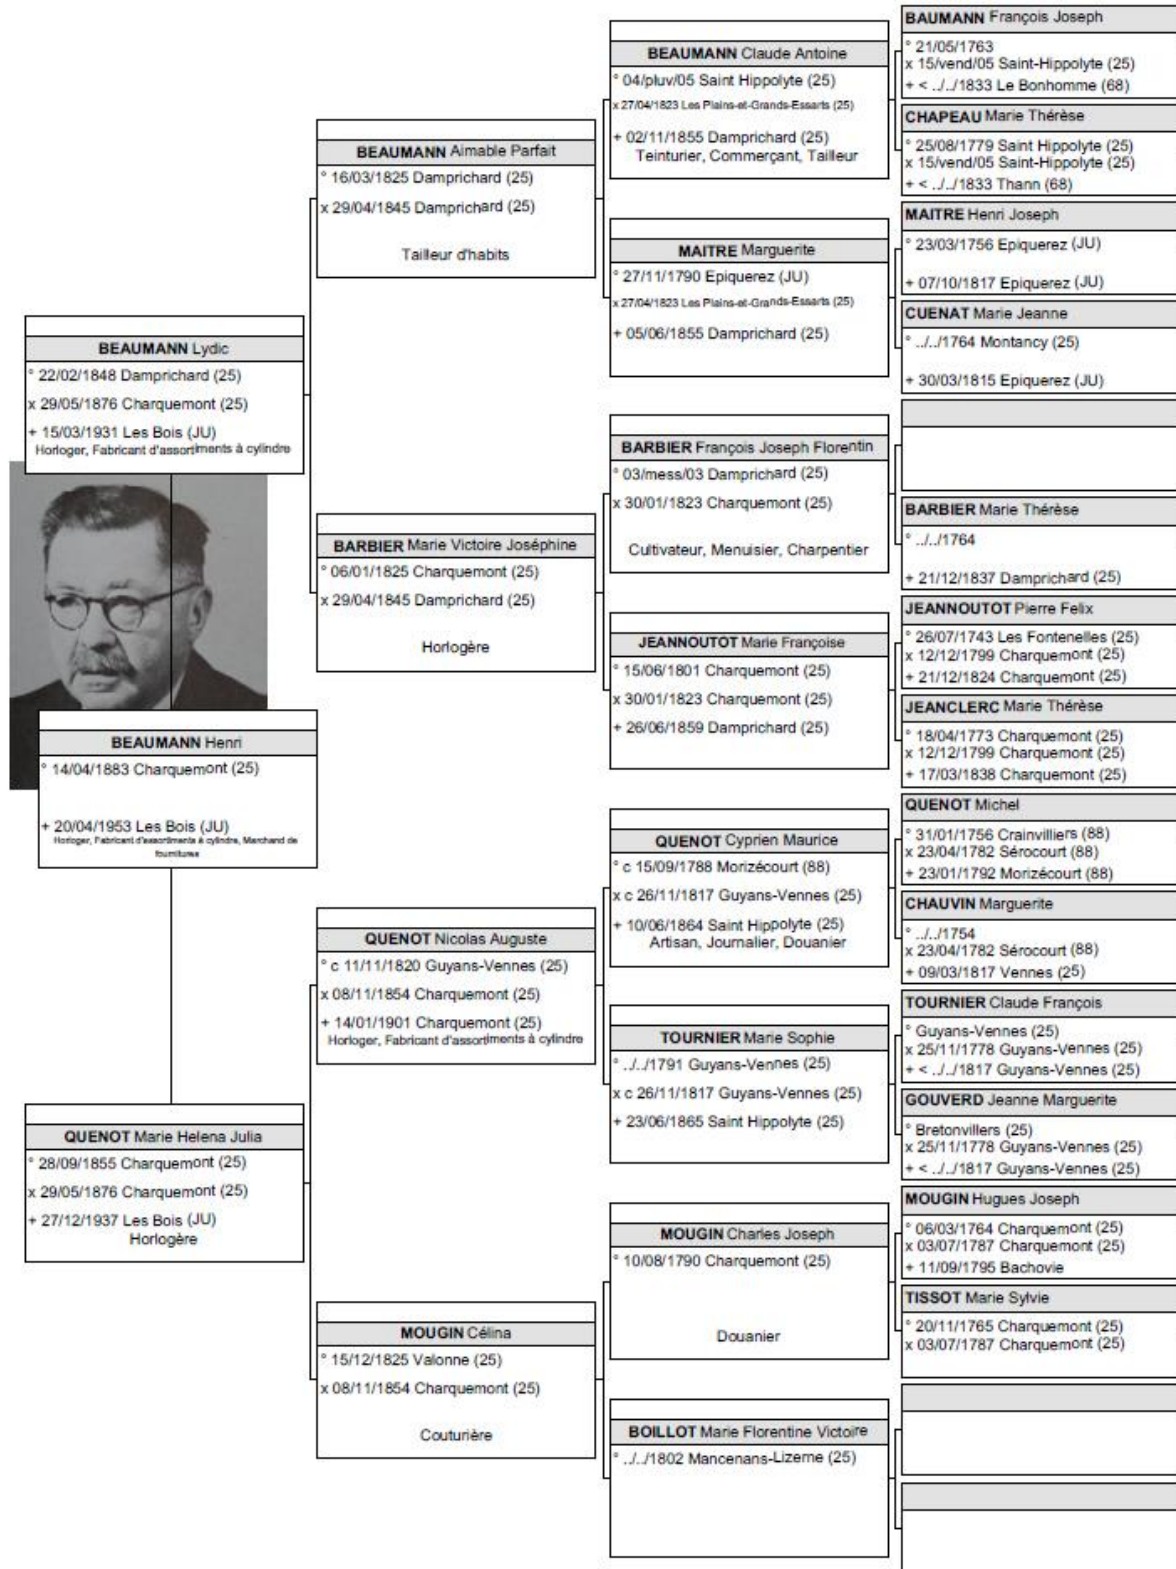 BEAUMANN Lydic
° 22/02/1848 Damprichard (25)
x 29/05/1876 Charquemont (25)
+ 15/03/1931 Les Bois (JU)
Horloger, Fabricant d'assortiments à cylindre
BEAUMANN Henri
° 14/04/1883 Charquemont (25)
+ 20/04/1953 Les Bois (JU)
Horloger, Fabricant d'assortiments à cylindre, Marchand de
fournitures
QUENOT Marie Helena Julia
° 28/09/1855 Charquemont (25)
x 29/05/1876 Charquemont (25)
+ 27/12/1937 Les Bois (JU)
Horlogère
BEAUMANN Aimable Parfait
° 16/03/1825 Damprichard (25)
x 29/04/1845 Damprichard (25)
Tailleur d'habits
BARBIER Marie Victoire Joséphine
° 06/01/1825 Charquemont (25)
x 29/04/1845 Damprichard (25)
Horlogère
QUENOT Nicolas Auguste
° c 11/11/1820 Guyans-Vennes (25)
x 08/11/1854 Charquemont (25)
+ 14/01/1901 Charquemont (25)
Horloger, Fabricant d'assortiments à cylindre
MOUGIN Célina
° 15/12/1825 Valonne (25)
x 08/11/1854 Charquemont (25)
Couturière
BEAUMANN Claude Antoine
° 04/pluv/05 Saint Hippolyte (25)
x 27/04/1823 Les Plains-et-Grands-Essarts (25)
+ 02/11/1855 Damprichard (25)
Teinturier, Commerçant, Tailleur
MAITRE Marguerite
° 27/11/1790 Epiquerez (JU)
x 27/04/1823 Les Plains-et-Grands-Essarts (25)
+ 05/06/1855 Damprichard (25)
BARBIER François Joseph Florentin
° 03/mess/03 Damprichard (25)
x 30/01/1823 Charquemont (25)
Cultivateur, Menuisier, Charpentier
JEANNOUTOT Marie Françoise
° 15/06/1801 Charquemont (25)
x 30/01/1823 Charquemont (25)
+ 26/06/1859 Damprichard (25)
QUENOT Cyprien Maurice
° c 15/09/1788 Morizécourt (88)
x c 26/11/1817 Guyans-Vennes (25)
+ 10/06/1864 Saint Hippolyte (25)
Artisan, Journalier, Douanier
TOURNIER Marie Sophie
° ../../1791 Guyans-Vennes (25)
x c 26/11/1817 Guyans-Vennes (25)
+ 23/06/1865 Saint Hippolyte (25)
MOUGIN Charles Joseph
° 10/08/1790 Charquemont (25)
Douanier
BOILLOT Marie Florentine Victoire
° ../../1802 Mancenans-Lizerne (25)
BAUMANN François Joseph
° 21/05/1763
x 15/vend/05 Saint-Hippolyte (25)
+ < ../../1833 Le Bonhomme (68)
CHAPEAU Marie Thérèse
° 25/08/1779 Saint Hippolyte (25)
x 15/vend/05 Saint-Hippolyte (25)
+ < ../../1833 Thann (68)
MAITRE Henri Joseph
° 23/03/1756 Epiquerez (JU)
+ 07/10/1817 Epiquerez (JU)
CUENAT Marie Jeanne
° ../../1764 Montancy (25)
+ 30/03/1815 Epiquerez (JU)
BARBIER Marie Thérèse
° ../../1764
+ 21/12/1837 Damprichard (25)
JEANNOUTOT Pierre Felix
° 26/07/1743 Les Fontenelles (25)
x 12/12/1799 Charquemont (25)
+ 21/12/1824 Charquemont (25)
JEANCLERC Marie Thérèse
° 18/04/1773 Charquemont (25)
x 12/12/1799 Charquemont (25)
+ 17/03/1838 Charquemont (25)
QUENOT Michel
° 31/01/1756 Crainvilliers (88)
x 23/04/1782 Sérocourt (88)
+ 23/01/1792 Morizécourt (88)
CHAUVIN Marguerite
° ../../1754
x 23/04/1782 Sérocourt (88)
+ 09/03/1817 Vennes (25)
TOURNIER Claude François
° Guyans-Vennes (25)
x 25/11/1778 Guyans-Vennes (25)
+ < ../../1817 Guyans-Vennes (25)
GOUVERD Jeanne Marguerite
° Bretonvillers (25)
x 25/11/1778 Guyans-Vennes (25)
+ < ../../1817 Guyans-Vennes (25)
MOUGIN Hugues Joseph
° 06/03/1764 Charquemont (25)
x 03/07/1787 Charquemont (25)
+ 11/09/1795 Bachovie
TISSOT Marie Sylvie
° 20/11/1765 Charquemont (25)
x 03/07/1787 Charquemont (25)